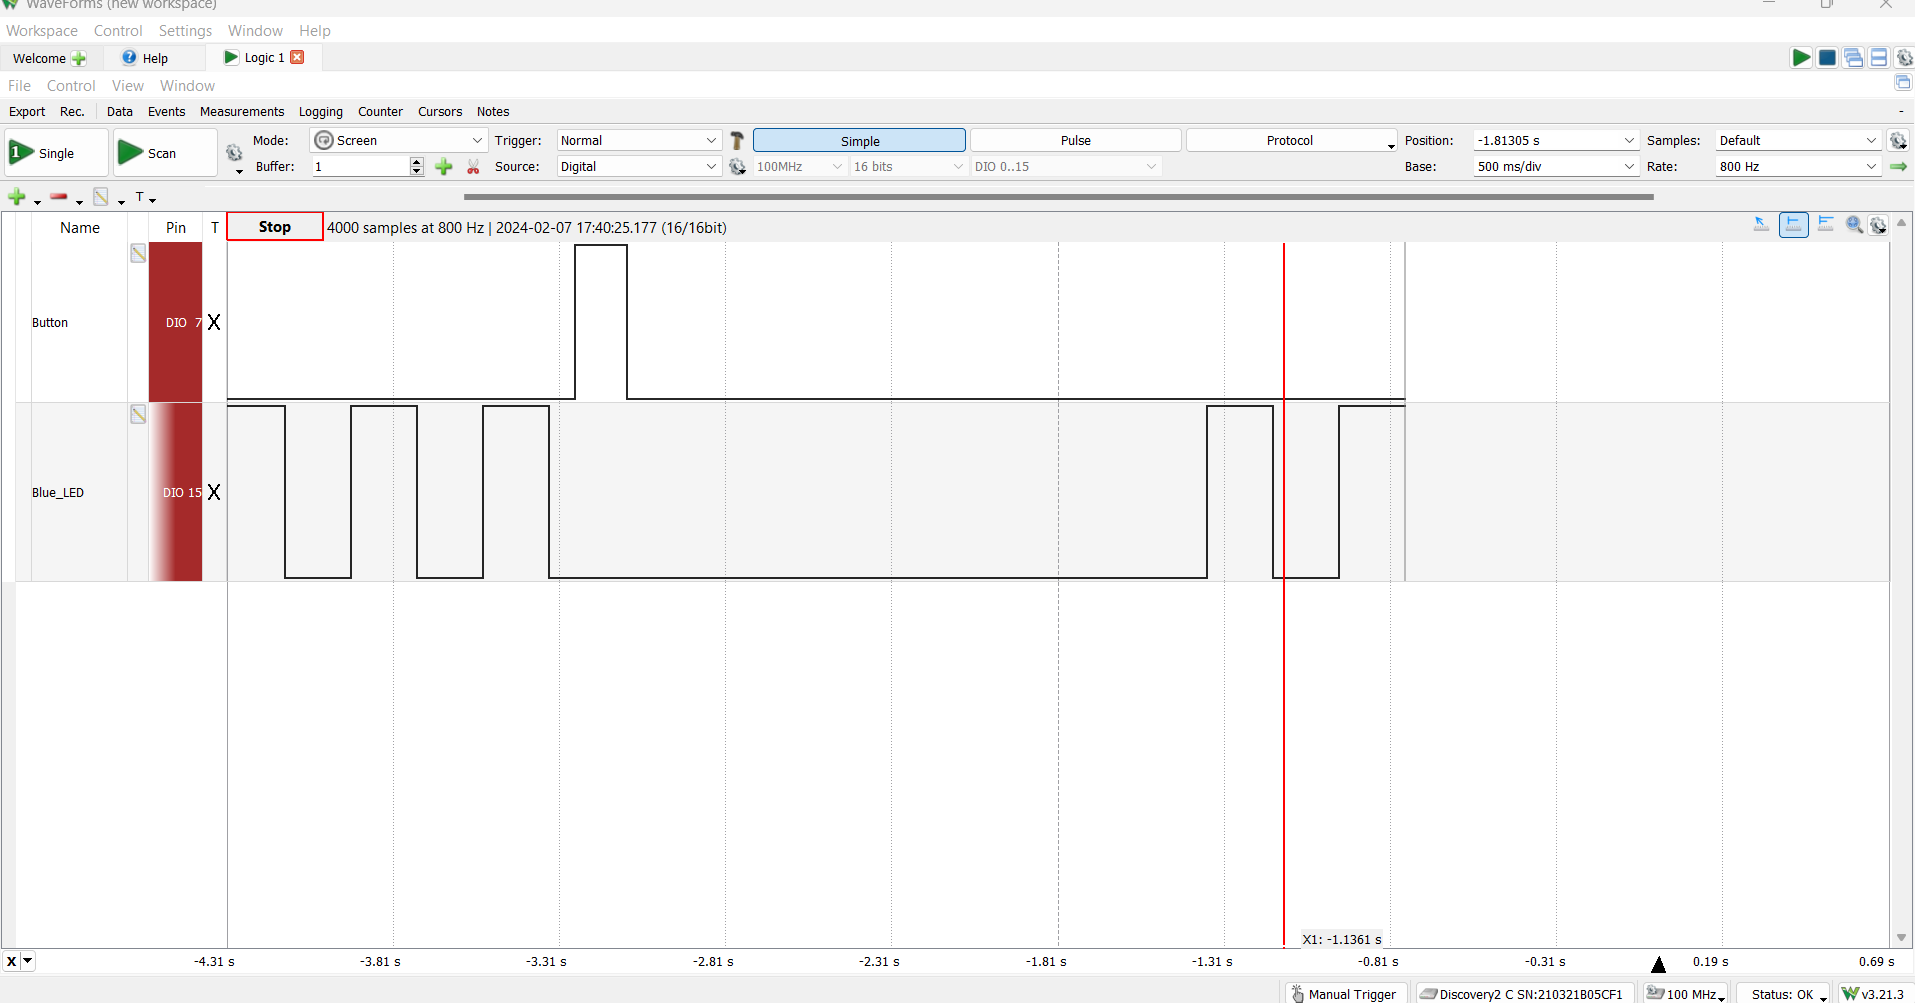 WaveForms (new workspace)
Workspace Control Settings Window Help
Welcome Help Logic 1
File Control View Window
Export Rec. Data Events Measurements Logging Counter Cursors Notes -
1 Single Scan Mode: Screen Trigger: Normal Simple Pulse Protocol Position: -1.81305 s Samples: Default
Buffer: 1 Source: Digital 100MHz 16 bits DIO 0..15 Base: 500 ms/div Rate: 800 Hz
T
Name Pin T Stop 4000 samples at 800 Hz | 2024-02-07 17:40:25.177 (16/16bit)
Button DIO 7 X
Blue_LED DIO 15 X
X1: -1.1361 s
X -4.31 s -3.81 s -3.31 s -2.81 s -2.31 s -1.81 s -1.31 s -0.81 s -0.31 s 0.19 s 0.69 s
Manual Trigger Discovery2 C SN:210321B05CF1 100 MHz Status: OK v3.21.3